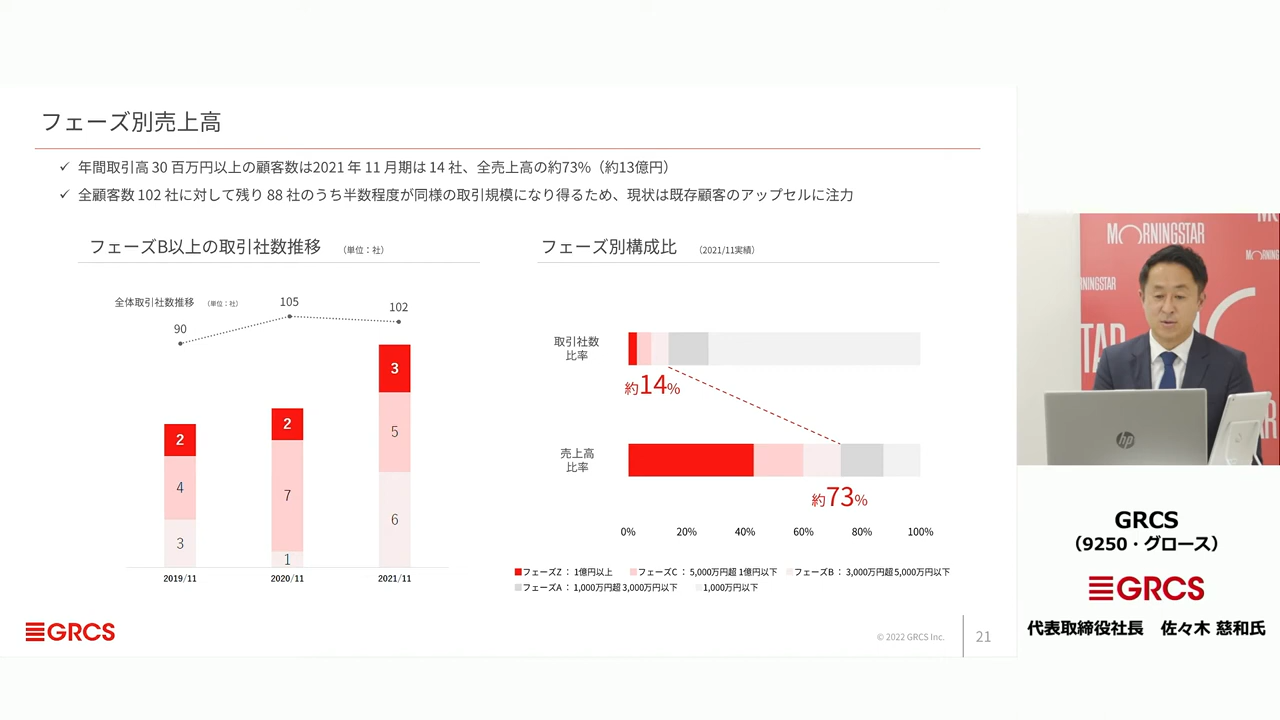 フェーズ別売上高
✓ 年間取引高 30 百万円以上の顧客数は2021 年 11 月期は 14 社、全売上高の約73%（約13億円）
✓ 全顧客数 102 社に対して残り 88 社のうち半数程度が同様の取引規模になり得るため、現状は既存顧客のアップセルに注力
フェーズB以上の取引社数推移 （単位：社）
全体取引社数推移 （単位：社）
90
105
102
2
4
3
2
7
1
3
5
6
2019/11
2020/11
2021/11
フェーズ別構成比 （2021/11実績）
取引社数
比率
約14%
売上高
比率
約73%
0% 20% 40% 60% 80% 100%
フェーズZ ： 1億円以上 フェーズC ： 5,000万円超 1億円以下 フェーズB ： 3,000万円超 5,000万円以下
フェーズA ： 1,000万円超 3,000万円以下 1,000万円以下
GRCS
© 2022 GRCS Inc.
21
MORNINGSTAR
MORNINGSTAR
hp
GRCS
（9250・グロース）
GRCS
代表取締役社長 佐々木 慈和氏